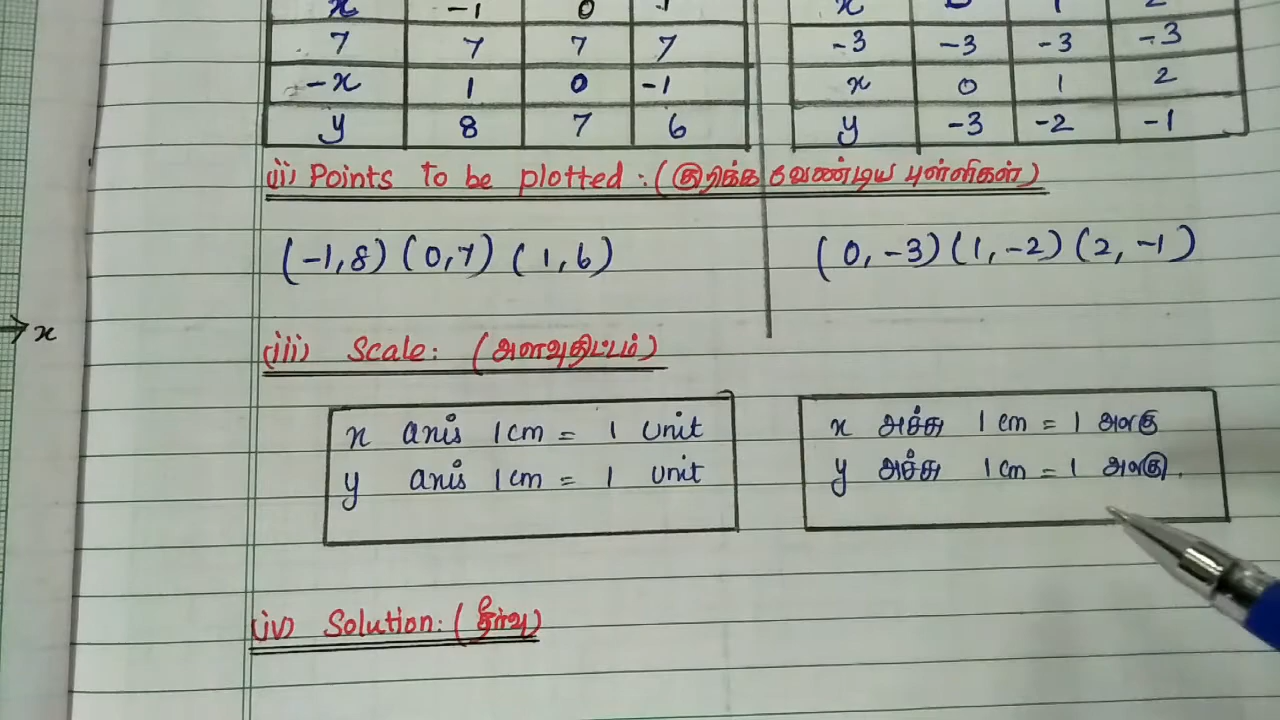 x -1 0 1 x 0 1 2
7 7 7 7 -3 -3 -3 -3
-x 1 0 -1 x 0 1 2
y 8 7 6 y -3 -2 -1
(ii) Points to be plotted : (குறிக்க வேண்டிய புள்ளிகள்)
(-1,8) (0,7) (1,6) (0,-3) (1,-2) (2,-1)
x
(iii) Scale: (அளவுதிட்டம்)
x axis 1cm = 1 unit x அச்சு 1 cm = 1 அலகு
y axis 1cm = 1 unit y அச்சு 1cm = 1 அலகு.
(iv) Solution: (தீர்வு)